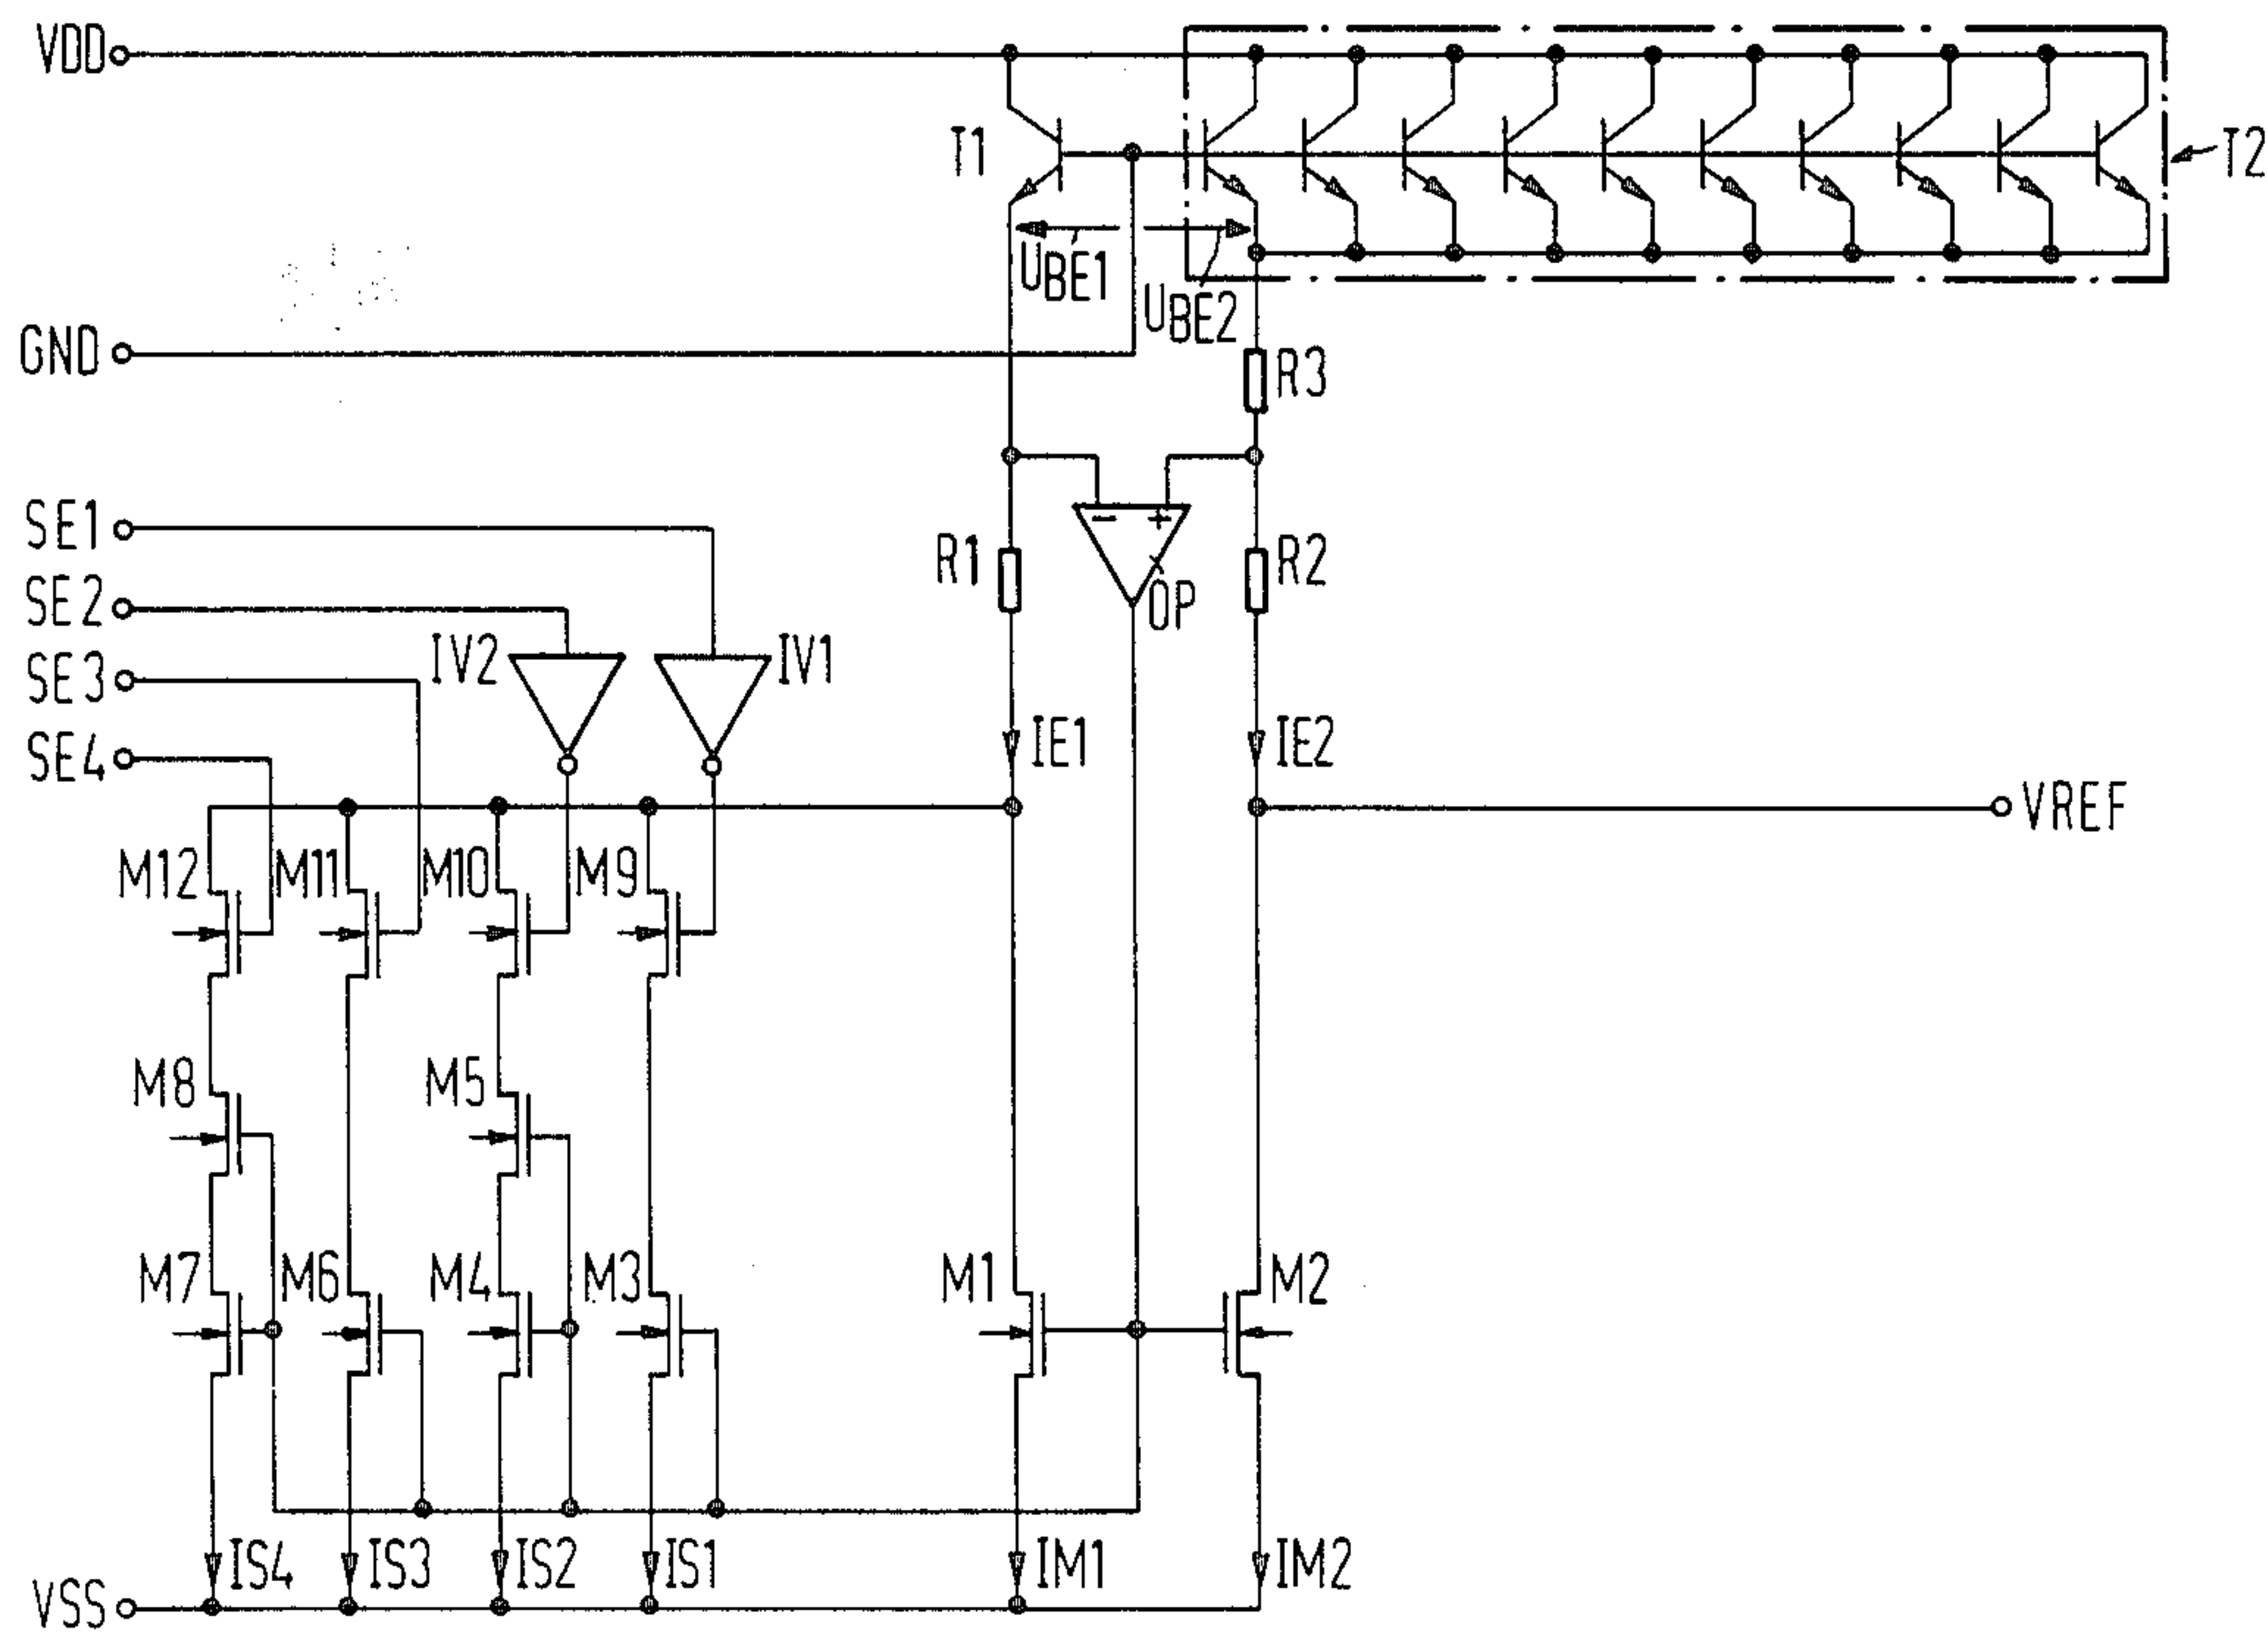 VDD
T1
T2
UBE1
UBE2
GND
R3
SE1
R1
R2
SE2
OP
IV2
IV1
SE3
SE4
IE1
IE2
VREF
M12
M11
M10
M9
M8
M5
M7
M6
M4
M3
M1
M2
IS4
IS3
IS2
IS1
IM1
IM2
VSS
- +